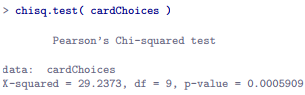 > chisq.test( cardChoices )
Pearson's Chi-squared test
data: cardChoices
X-squared = 29.2373, df = 9, p-value = 0.0005909